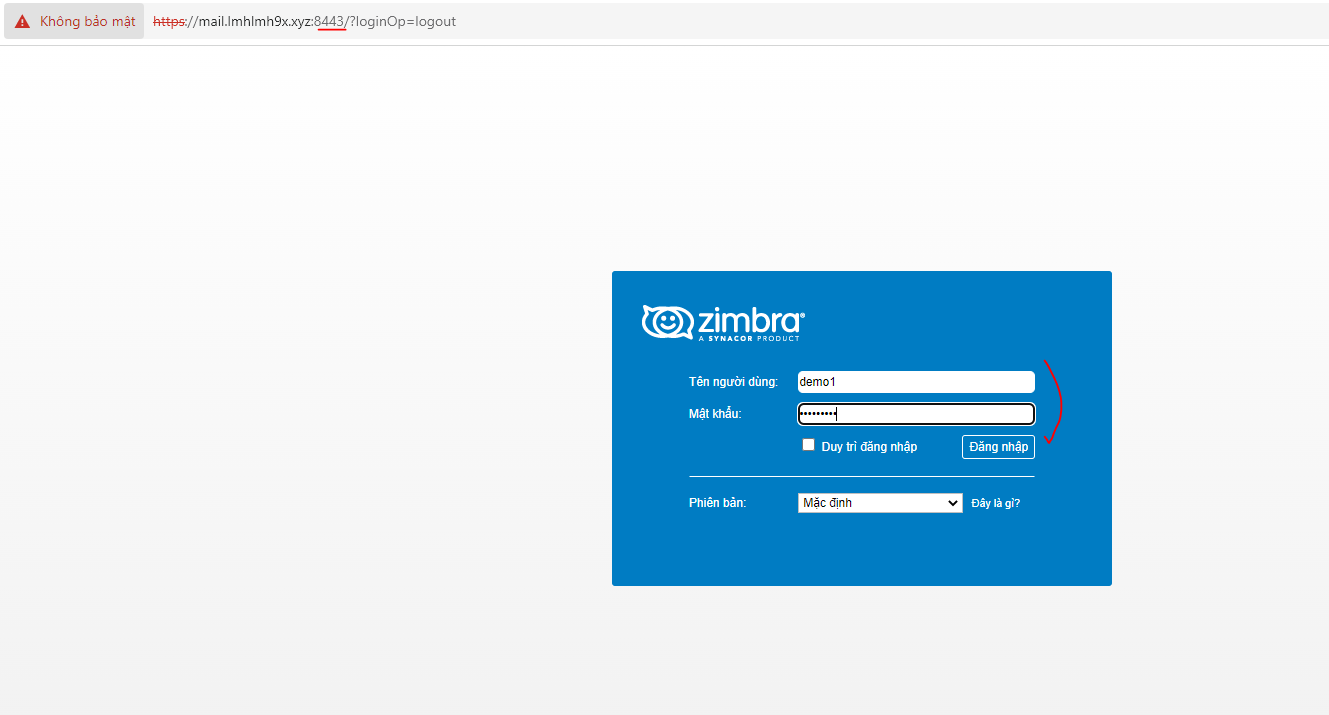 Không bảo mật https://mail.lmhlmh9x.xyz:8443/?loginOp=logout
zimbra®
A SYNACOR PRODUCT
Tên người dùng: demo1
Mật khẩu: •••••••••
Duy trì đăng nhập Đăng nhập
Phiên bản: Mặc định Đây là gì?